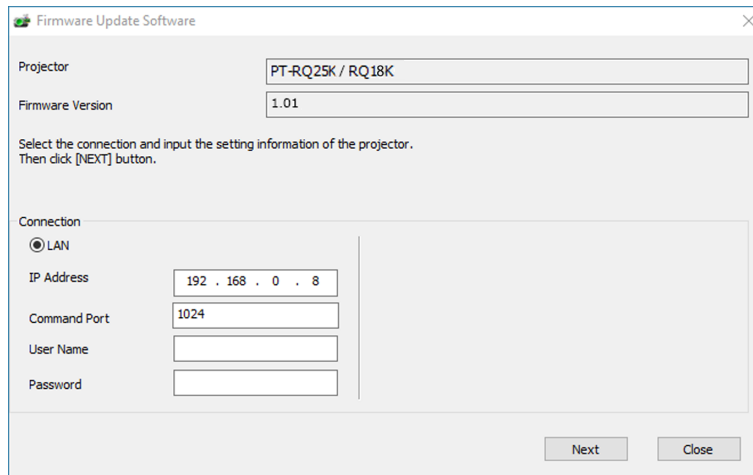 Firmware Update Software
Projector PT-RQ25K / RQ18K
Firmware Version 1.01
Select the connection and input the setting information of the projector.
Then click [NEXT] button.
Connection
LAN
IP Address 192 . 168 . 0 . 8
Command Port 1024
User Name
Password
Next Close